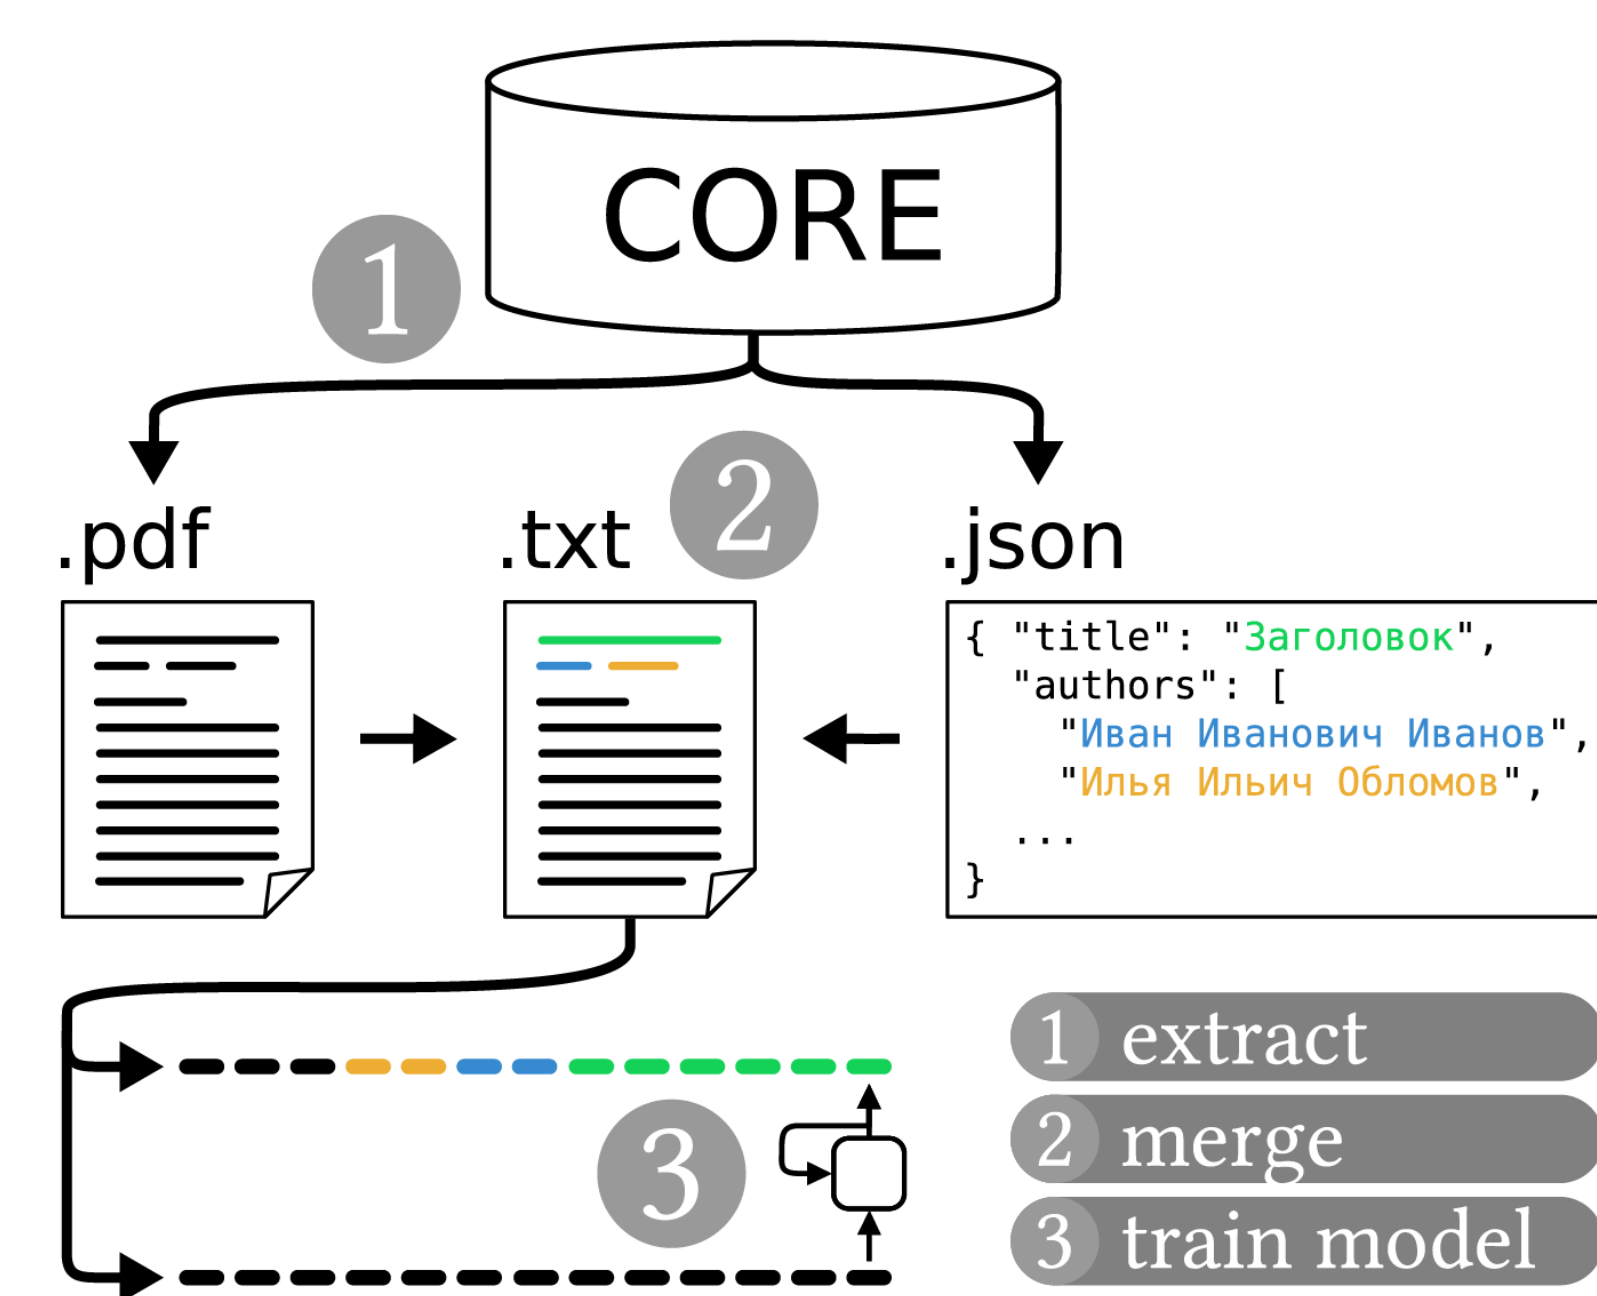 CORE
1
2
.pdf
.txt
.json
{ "title": "Заголовок",
"authors": [
"Иван Иванович Иванов",
"Илья Ильич Обломов",
...
}
3
1 extract
2 merge
3 train model